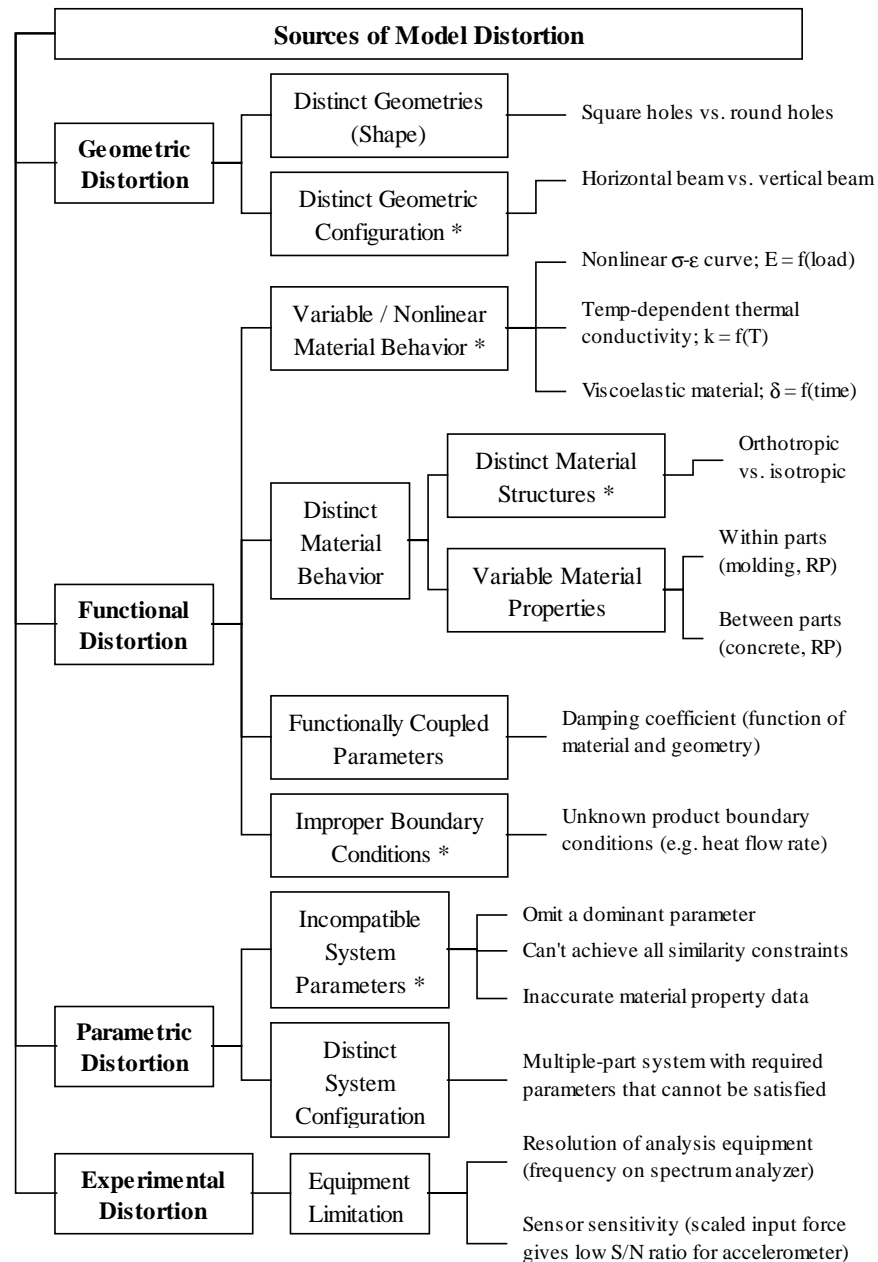 Sources of Model Distortion
Geometric
Distortion
Distinct Geometries
(Shape)
Square holes vs. round holes
Distinct Geometric
Configuration *
Horizontal beam vs. vertical beam
Functional
Distortion
Variable / Nonlinear
Material Behavior *
Nonlinear σ-ε curve; E = f(load)
Temp-dependent thermal
conductivity; k = f(T)
Viscoelastic material; δ = f(time)
Distinct
Material
Behavior
Distinct Material
Structures *
Orthotropic
vs. isotropic
Variable Material
Properties
Within parts
(molding, RP)
Between parts
(concrete, RP)
Functionally Coupled
Parameters
Damping coefficient (function of
material and geometry)
Improper Boundary
Conditions *
Unknown product boundary
conditions (e.g. heat flow rate)
Parametric
Distortion
Incompatible
System
Parameters *
Omit a dominant parameter
Can't achieve all similarity constraints
Inaccurate material property data
Distinct
System
Configuration
Multiple-part system with required
parameters that cannot be satisfied
Experimental
Distortion
Equipment
Limitation
Resolution of analysis equipment
(frequency on spectrum analyzer)
Sensor sensitivity (scaled input force
gives low S/N ratio for accelerometer)